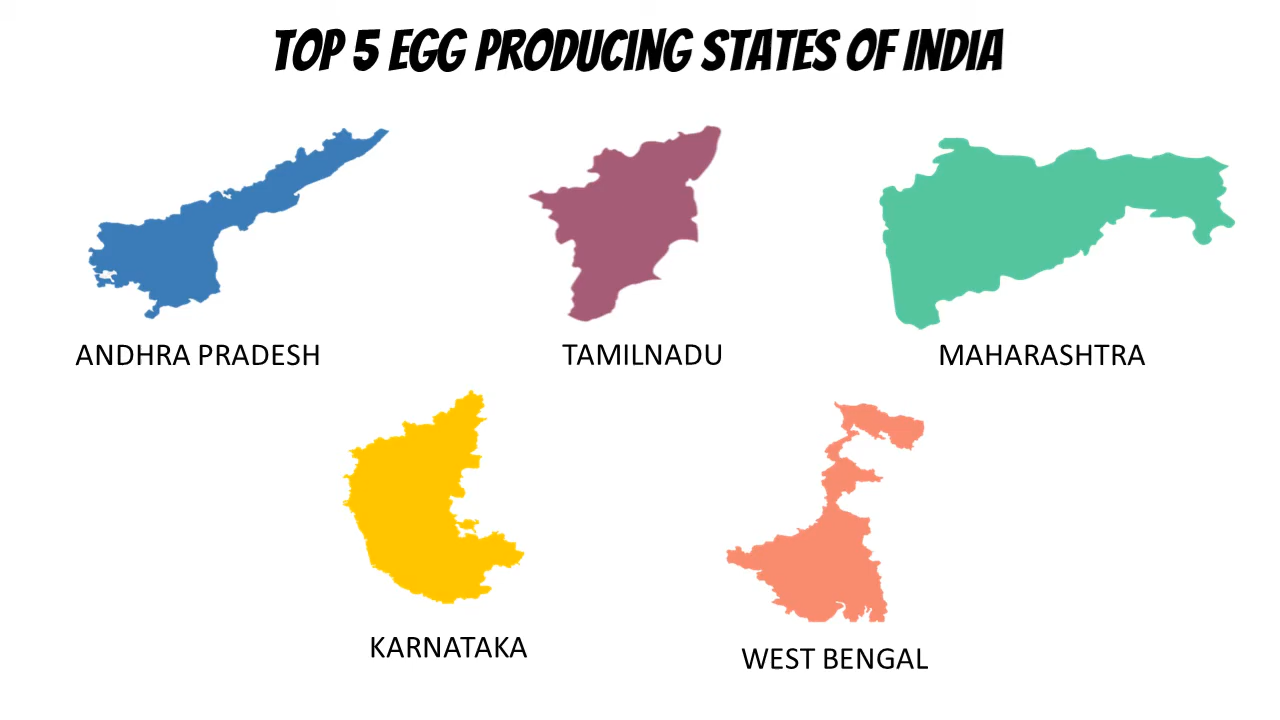 TOP 5 EGG PRODUCING STATES OF INDIA
ANDHRA PRADESH
TAMILNADU
MAHARASHTRA
KARNATAKA
WEST BENGAL